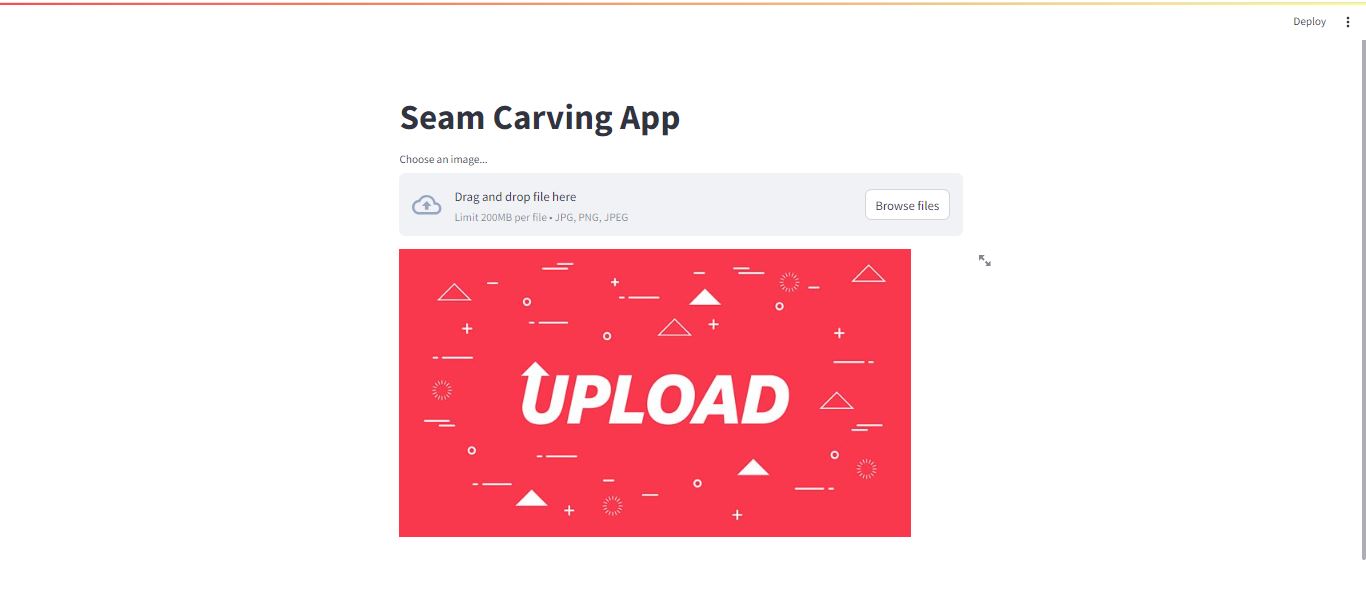 Deploy
Seam Carving App
Choose an image...
Drag and drop file here
Limit 200MB per file • JPG, PNG, JPEG
Browse files
UPLOAD